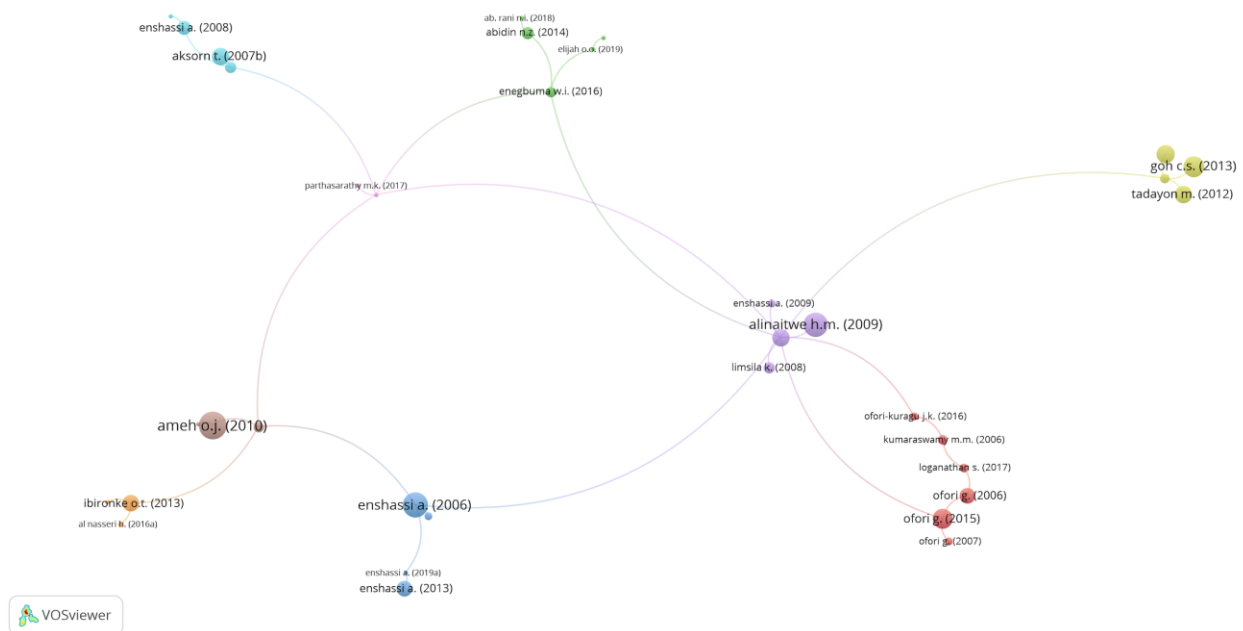 ab. rani n.i. (2018)
enshassi a. (2008)
abidin n.z. (2014)
elijah o.o. (2019)
aksorn t. (2007b)
enegbuma w.i. (2016)
goh c.s. (2013)
parthasarathy m.k. (2017)
tadayon m. (2012)
enshassi a. (2009)
alinaitwe h.m. (2009)
limsila k. (2008)
ofori-kuragu j.k. (2016)
ameh o.j. (2010)
kumaraswamy m.m. (2006)
loganathan s. (2017)
ofori g. (2006)
ibironke o.t. (2013)
enshassi a. (2006)
ofori g. (2015)
al nasseri h. (2016a)
ofori g. (2007)
enshassi a. (2019a)
enshassi a. (2013)
VOSviewer